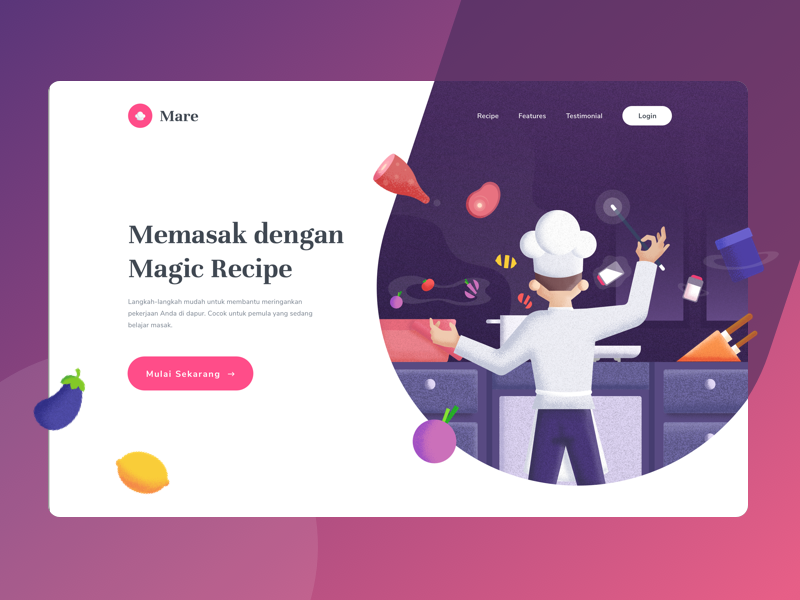 Mare
Recipe Features Testimonial Login
Memasak dengan
Magic Recipe
Langkah-langkah mudah untuk membantu meringankan
pekerjaan Anda di dapur. Cocok untuk pemula yang sedang
belajar masak.
Mulai Sekarang →